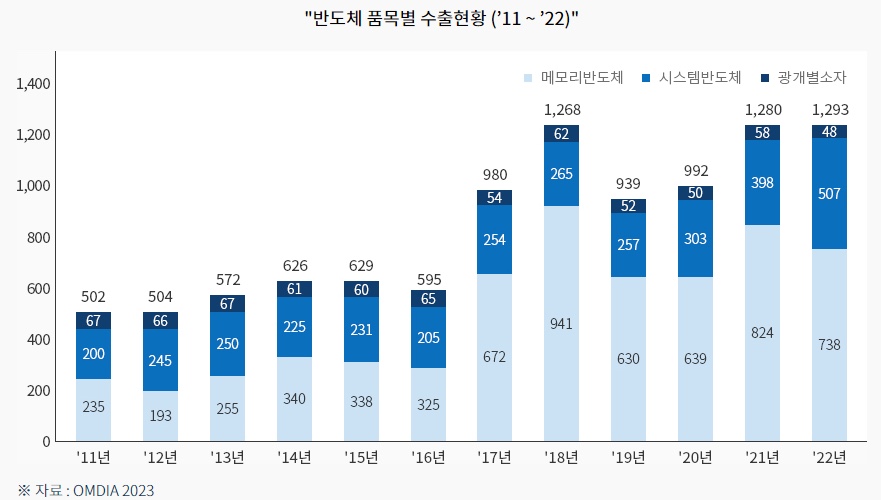 "반도체 품목별 수출현황 (’11 ~ ’22)"
메모리반도체 시스템반도체 광개별소자
1,400
1,200
1,000
800
600
400
200
0
502 504 572 626 629 595 980 1,268 939 992 1,280 1,293
67 66 67 61 60 65 54 62 52 50 58 48
200 245 250 225 231 205 254 265 257 303 398 507
235 193 255 340 338 325 672 941 630 639 824 738
'11년 '12년 '13년 '14년 '15년 '16년 '17년 '18년 '19년 '20년 '21년 '22년
※ 자료 : OMDIA 2023